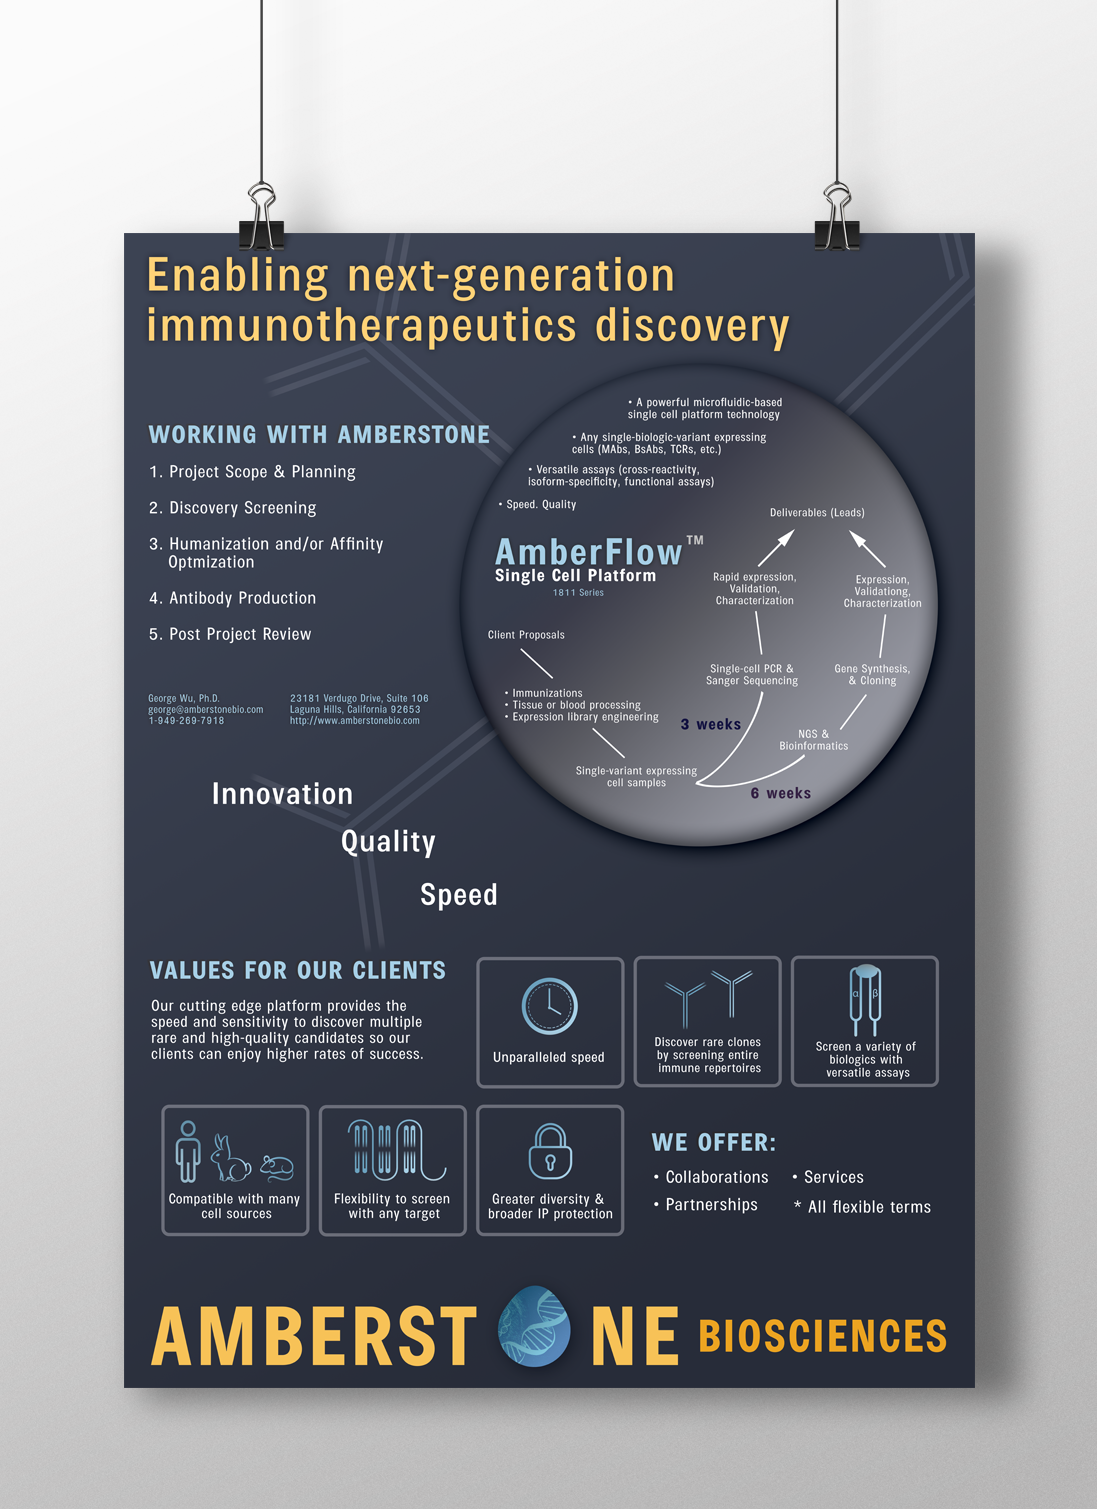 Enabling next-generation
immunotherapeutics discovery
WORKING WITH AMBERSTONE
1. Project Scope & Planning
2. Discovery Screening
3. Humanization and/or Affinity
Optmization
4. Antibody Production
5. Post Project Review
George Wu, Ph.D.
george@amberstonebio.com
1-949-269-7918
23181 Verdugo Drive, Suite 106
Laguna Hills, California 92653
http://www.amberstonebio.com
• A powerful microfluidic-based
single cell platform technology
• Any single-biologic-variant expressing
cells (MAbs, BsAbs, TCRs, etc.)
• Versatile assays (cross-reactivity,
isoform-specificity, functional assays)
• Speed. Quality
AmberFlow TM
Single Cell Platform
1811 Series
Client Proposals
• Immunizations
• Tissue or blood processing
• Expression library engineering
Single-variant expressing
cell samples
3 weeks
Single-cell PCR &
Sanger Sequencing
Rapid expression,
Validation,
Characterization
Deliverables (Leads)
6 weeks
NGS &
Bioinformatics
Gene Synthesis,
& Cloning
Expression,
Validationg,
Characterization
Innovation
Quality
Speed
VALUES FOR OUR CLIENTS
Our cutting edge platform provides the
speed and sensitivity to discover multiple
rare and high-quality candidates so our
clients can enjoy higher rates of success.
Unparalleled speed
Discover rare clones
by screening entire
immune repertoires
α β
Screen a variety of
biologics with
versatile assays
Compatible with many
cell sources
Flexibility to screen
with any target
Greater diversity &
broader IP protection
WE OFFER:
• Collaborations
• Services
• Partnerships
* All flexible terms
AMBERST NE BIOSCIENCES